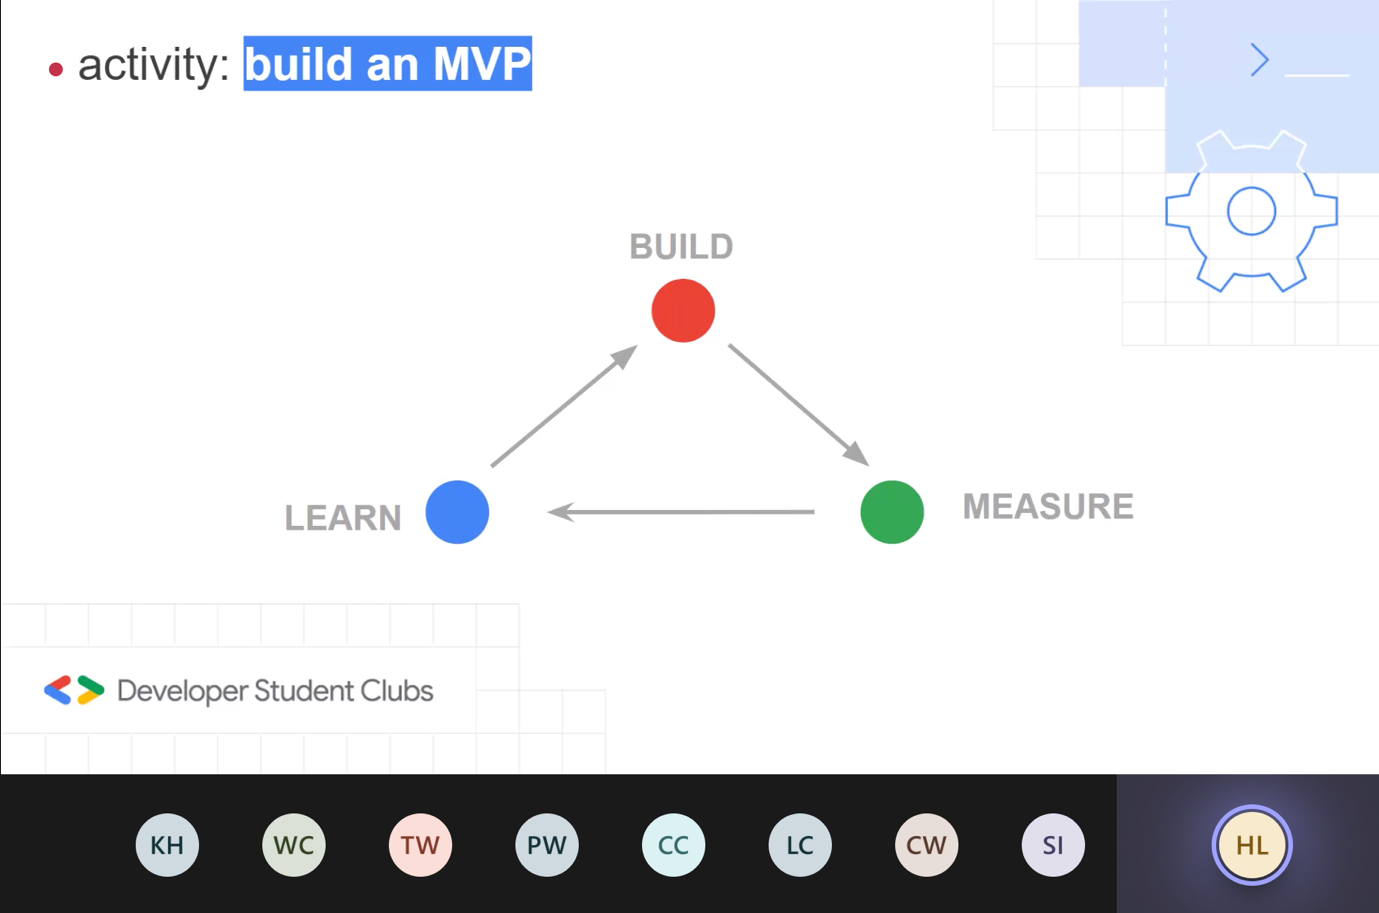 activity: build an MVP
BUILD
LEARN
MEASURE
Developer Student Clubs
KH
WC
TW
PW
CC
LC
CW
SI
HL